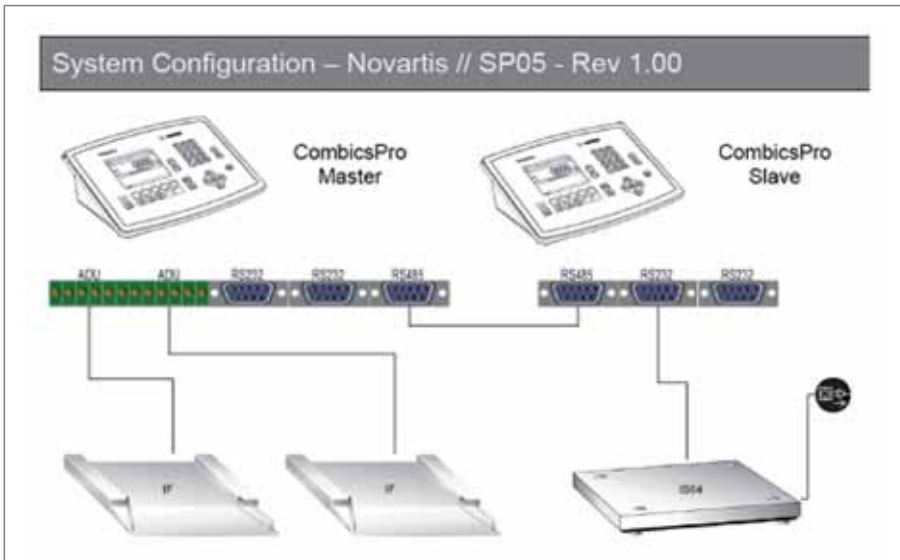 System Configuration – Novartis // SP05 - Rev 1.00
CombicsPro
Master
CombicsPro
Slave
ADU ADU RS232 RS232 RS485
RS485 RS232 RS232
IF
IF
IS64